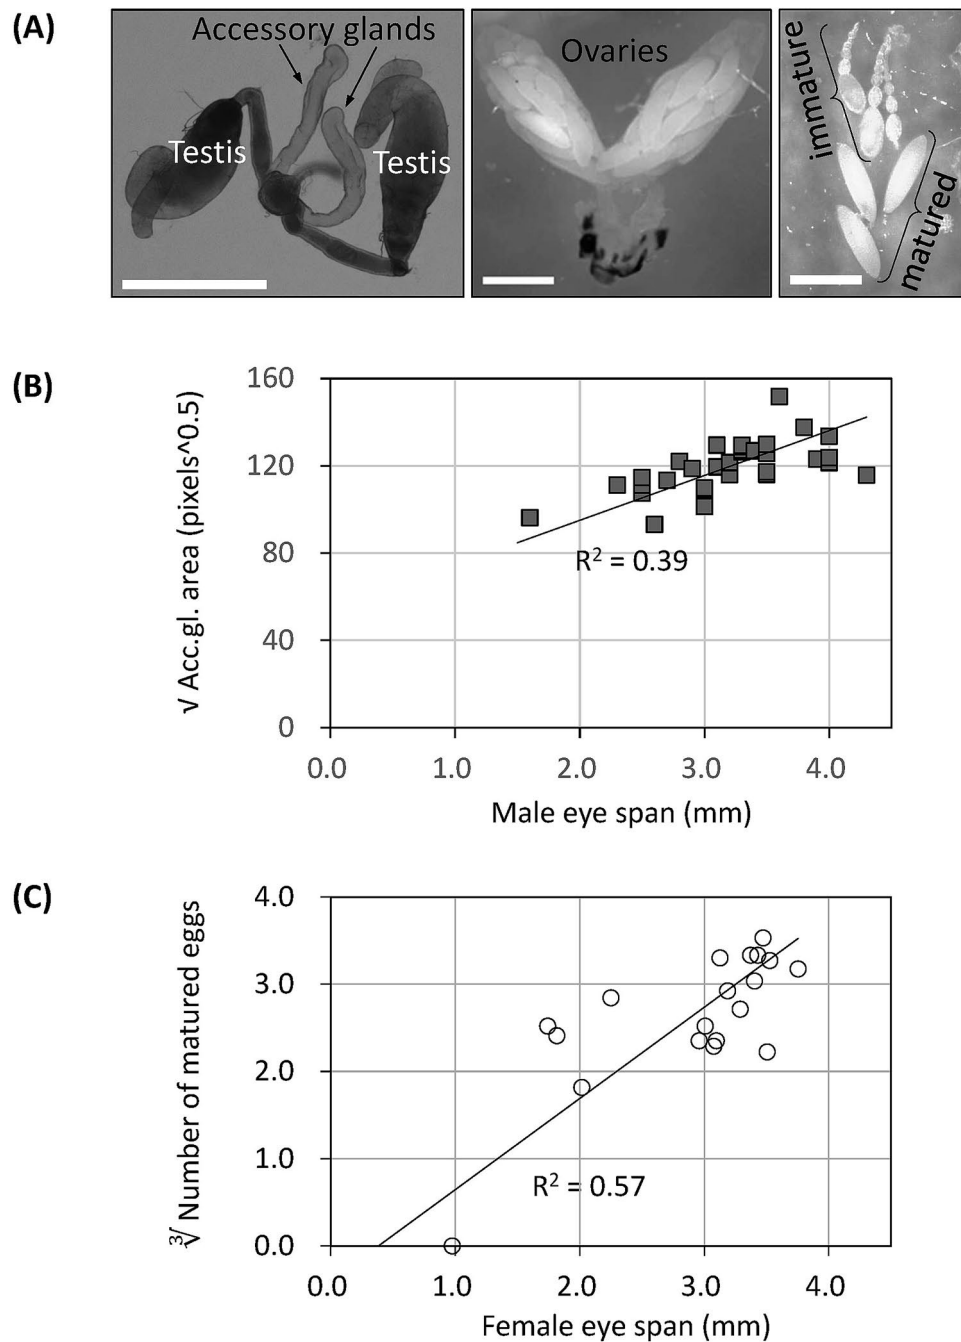 (A)
Accessory glands
Testis
Testis
Ovaries
immature
matured
(B)
√ Acc.gl. area (pixels^0.5)
160
120
80
40
0
R² = 0.39
0.0 1.0 2.0 3.0 4.0
Male eye span (mm)
(C)
∛ Number of matured eggs
4.0
3.0
2.0
1.0
0.0
R² = 0.57
0.0 1.0 2.0 3.0 4.0
Female eye span (mm)